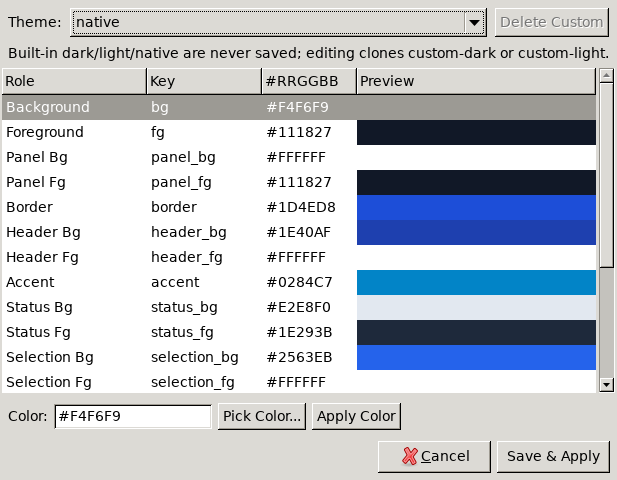 Theme: native Delete Custom
Built-in dark/light/native are never saved; editing clones custom-dark or custom-light.
Role Key #RRGGBB Preview
Background bg #F4F6F9
Foreground fg #111827
Panel Bg panel_bg #FFFFFF
Panel Fg panel_fg #111827
Border border #1D4ED8
Header Bg header_bg #1E40AF
Header Fg header_fg #FFFFFF
Accent accent #0284C7
Status Bg status_bg #E2E8F0
Status Fg status_fg #1E293B
Selection Bg selection_bg #2563EB
Selection Fg selection_fg #FFFFFF
Color: #F4F6F9 Pick Color... Apply Color
Cancel Save & Apply